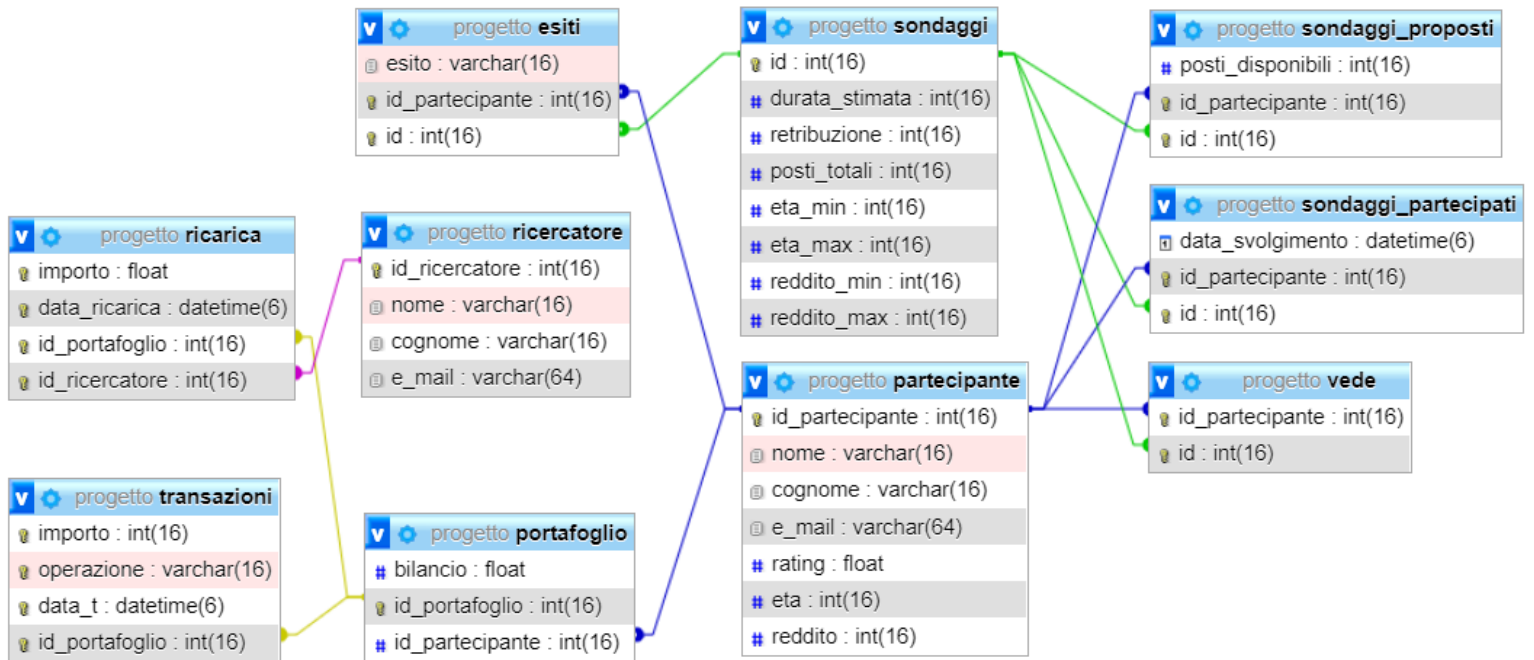 progetto esiti
esito : varchar(16)
id_partecipante : int(16)
id : int(16)
progetto sondaggi
id : int(16)
durata_stimata : int(16)
retribuzione : int(16)
posti_totali : int(16)
eta_min : int(16)
eta_max : int(16)
reddito_min : int(16)
reddito_max : int(16)
progetto sondaggi_proposti
posti_disponibili : int(16)
id_partecipante : int(16)
id : int(16)
progetto sondaggi_partecipati
data_svolgimento : datetime(6)
id_partecipante : int(16)
id : int(16)
progetto ricarica
importo : float
data_ricarica : datetime(6)
id_portafoglio : int(16)
id_ricercatore : int(16)
progetto ricercatore
id_ricercatore : int(16)
nome : varchar(16)
cognome : varchar(16)
e_mail : varchar(64)
progetto partecipante
id_partecipante : int(16)
nome : varchar(16)
cognome : varchar(16)
e_mail : varchar(64)
rating : float
eta : int(16)
reddito : int(16)
progetto vede
id_partecipante : int(16)
id : int(16)
progetto transazioni
importo : int(16)
operazione : varchar(16)
data_t : datetime(6)
id_portafoglio : int(16)
progetto portafoglio
bilancio : float
id_portafoglio : int(16)
id_partecipante : int(16)